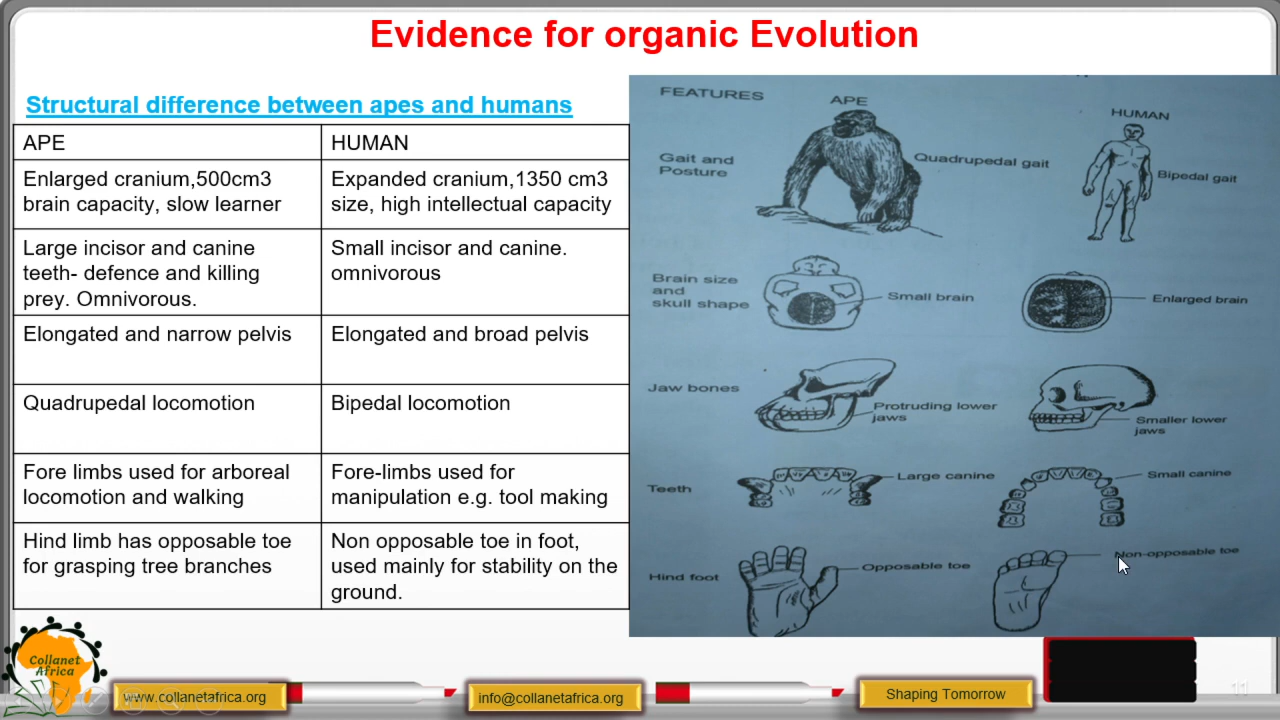 Evidence for organic Evolution
Structural difference between apes and humans
APE
HUMAN
Enlarged cranium,500cm3
brain capacity, slow learner
Expanded cranium,1350 cm3
size, high intellectual capacity
Large incisor and canine
teeth- defence and killing
prey. Omnivorous.
Small incisor and canine.
omnivorous
Elongated and narrow pelvis
Elongated and broad pelvis
Quadrupedal locomotion
Bipedal locomotion
Fore limbs used for arboreal
locomotion and walking
Fore-limbs used for
manipulation e.g. tool making
Hind limb has opposable toe
for grasping tree branches
Non opposable toe in foot,
used mainly for stability on the
ground.
FEATURES
APE
HUMAN
Gait and
Posture
Quadrupedal gait
Bipedal gait
Brain size
and
skull shape
Small brain
Enlarged brain
Jaw bones
Protruding lower
jaws
Smaller lower
jaws
Teeth
Large canine
Small canine
Hind foot
Opposable toe
Non-opposable toe
Collanet
Africa
www.collanetafrica.org
info@collanetafrica.org
Shaping Tomorrow
11